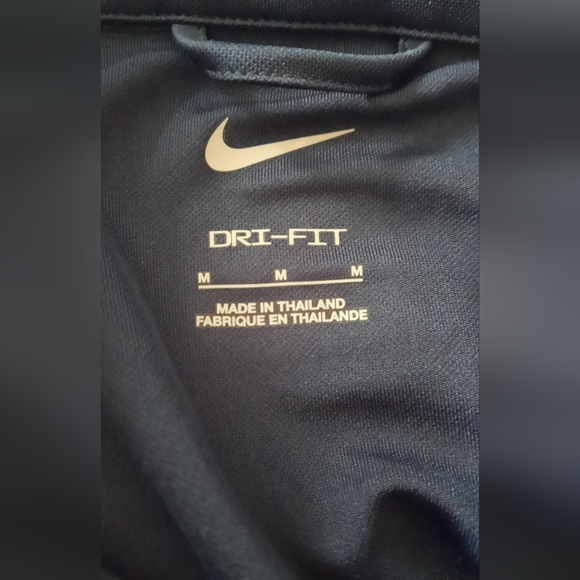 DRI-FIT
M M M
MADE IN THAILAND
FABRIQUE EN THAILANDE